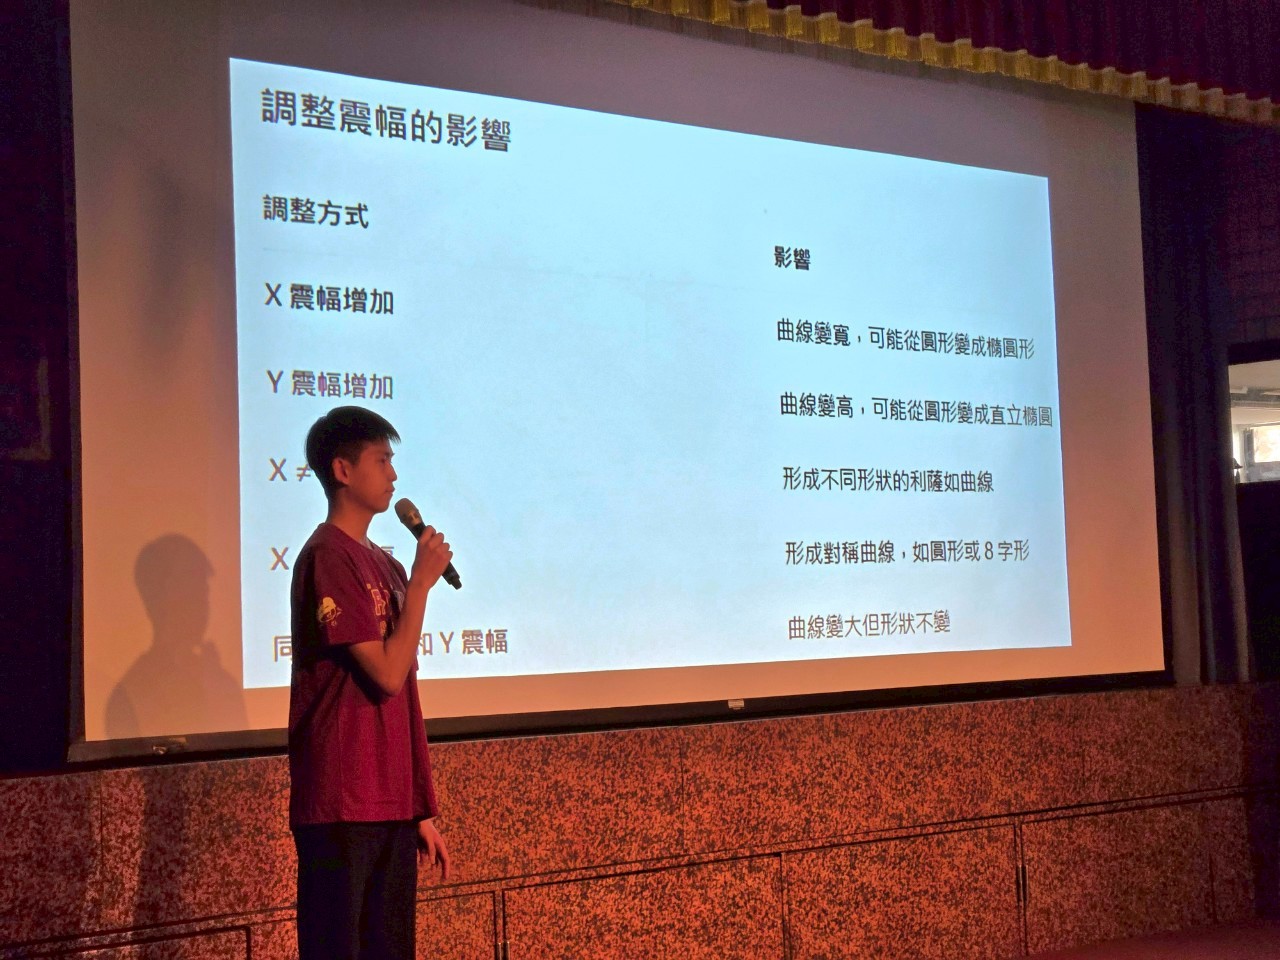 調整震幅的影響
調整方式
影響
X 震幅增加
曲線變寬，可能從圓形變成橢圓形
Y 震幅增加
曲線變高，可能從圓形變成直立橢圓
X ≠
形成不同形狀的利薩如曲線
X
形成對稱曲線，如圓形或 8 字形
同 和 Y 震幅
曲線變大但形狀不變